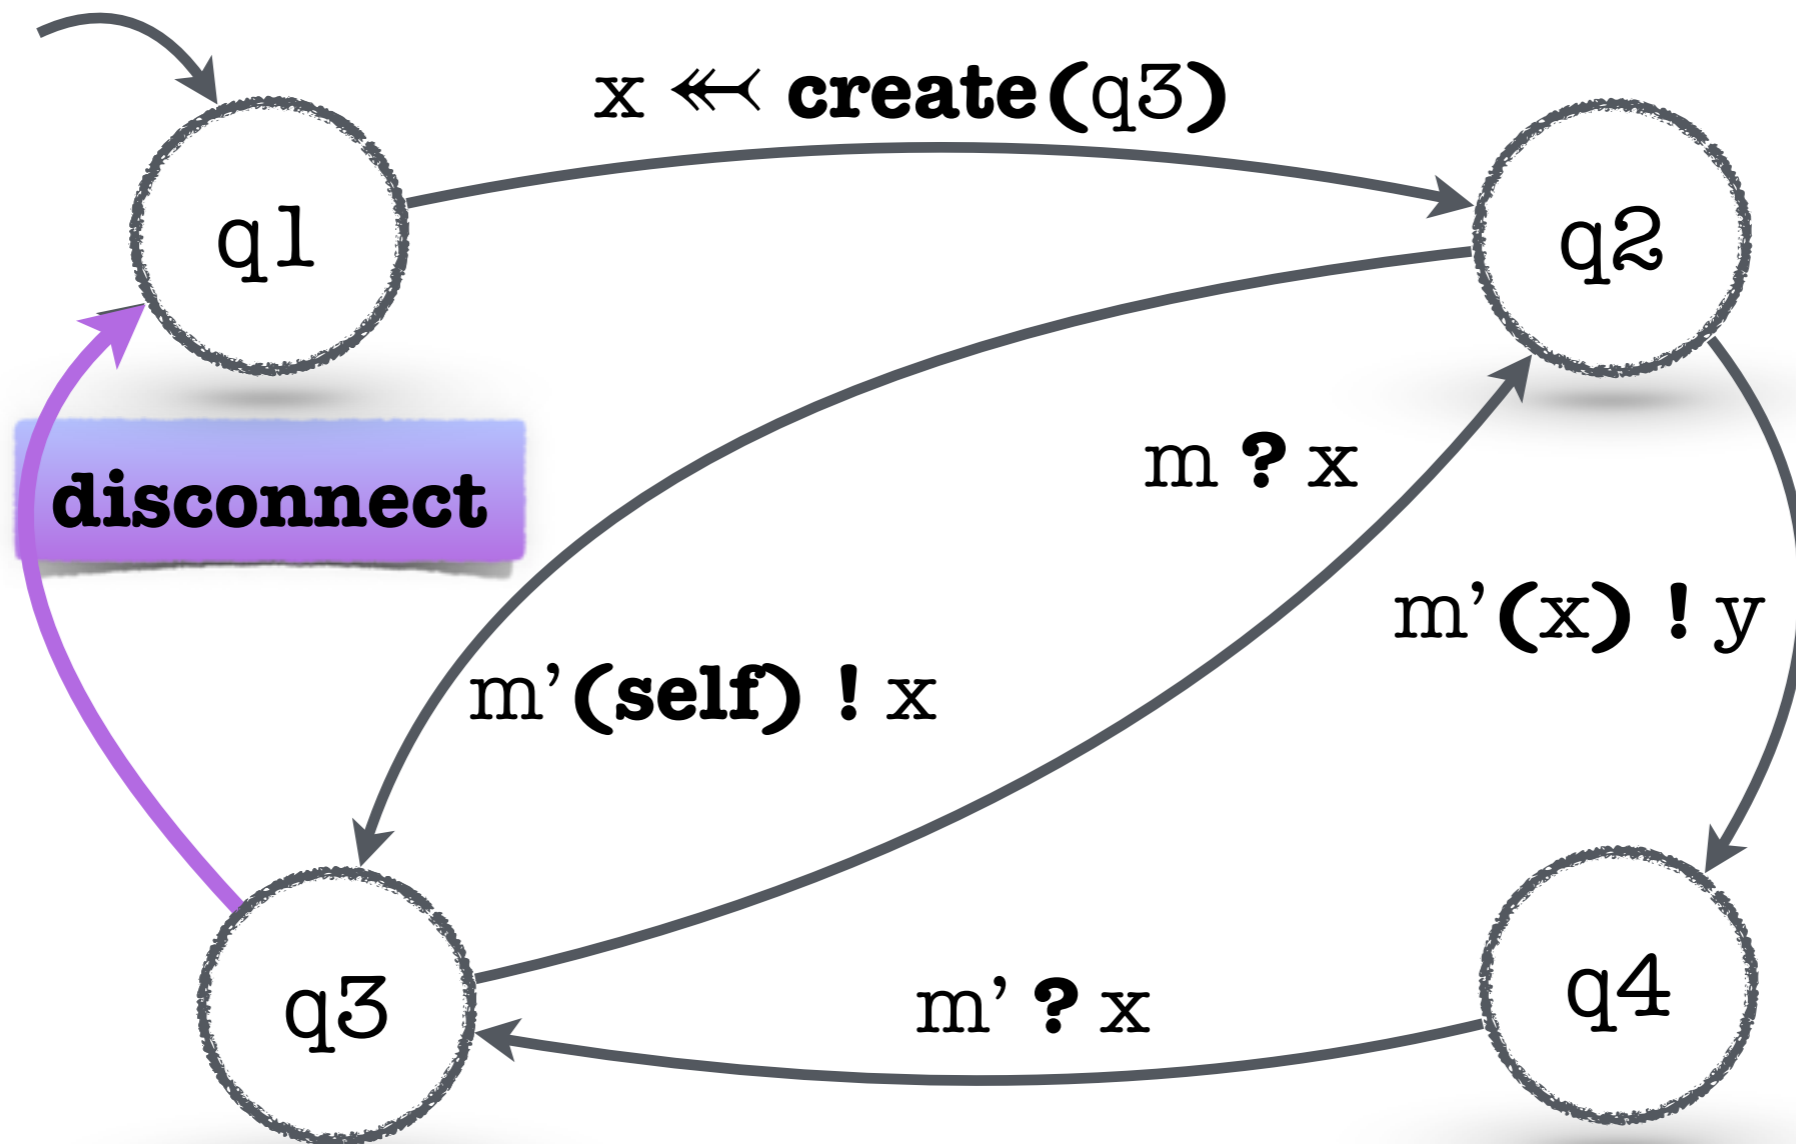 x ⤛ create(q3)
q1
q2
m ? x
disconnect
m'(x) ! y
m'(self) ! x
q3
m' ? x
q4